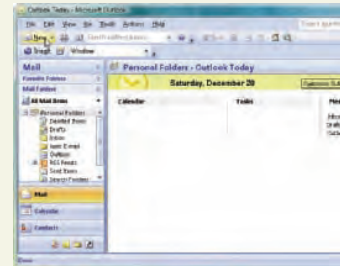 Outlook Today - Microsoft Outlook
File Edit View Go Tools Actions Help
New
SnagIt Window
Mail
Favorite Folders
Mail Folders
All Mail Items
Personal Folders
Deleted Items
Drafts
Inbox
Junk E-mail
Outbox
RSS Feeds
Sent Items
Search Folders
Mail
Calendar
Contacts
Personal Folders - Outlook Today
Saturday, December 20
Calendar
Tasks